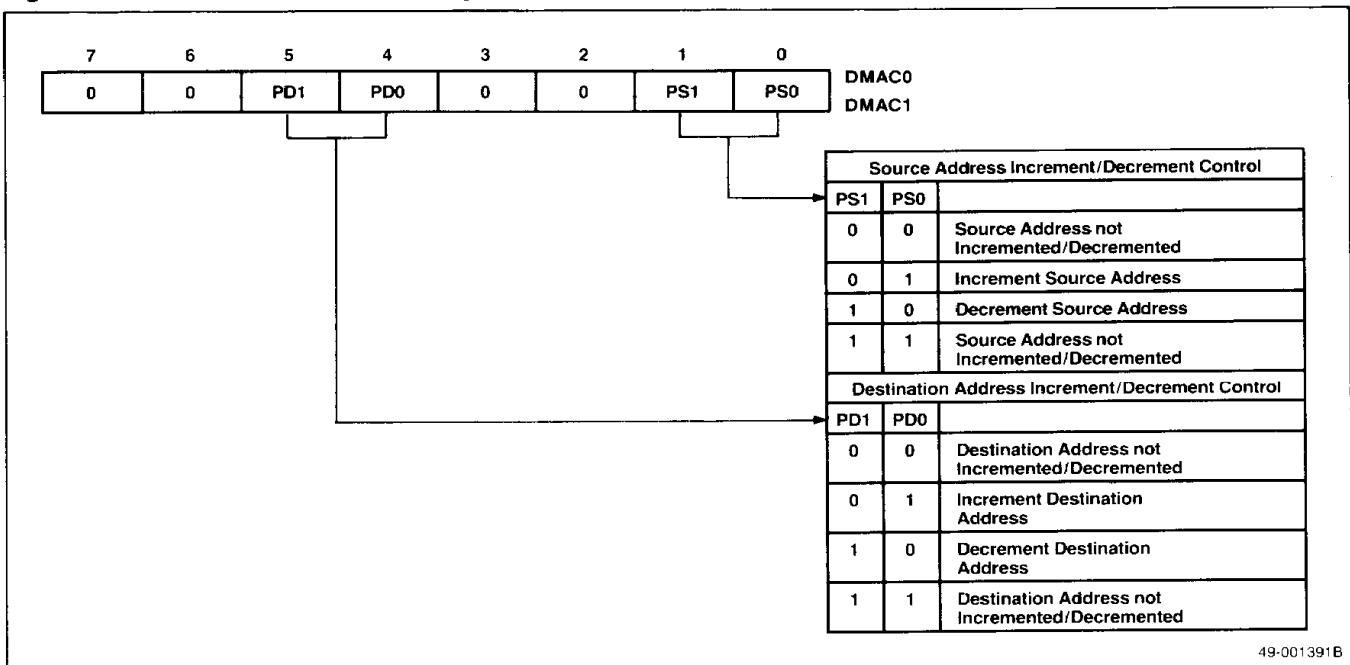 7 6 5 4 3 2 1 0
0 0 PD1 PD0 0 0 PS1 PS0
DMAC0
DMAC1
Source Address Increment/Decrement Control
PS1 PS0
0 0 Source Address not
Incremented/Decremented
0 1 Increment Source Address
1 0 Decrement Source Address
1 1 Source Address not
Incremented/Decremented
Destination Address Increment/Decrement Control
PD1 PD0
0 0 Destination Address not
Incremented/Decremented
0 1 Increment Destination
Address
1 0 Decrement Destination
Address
1 1 Destination Address not
Incremented/Decremented
49-001391B